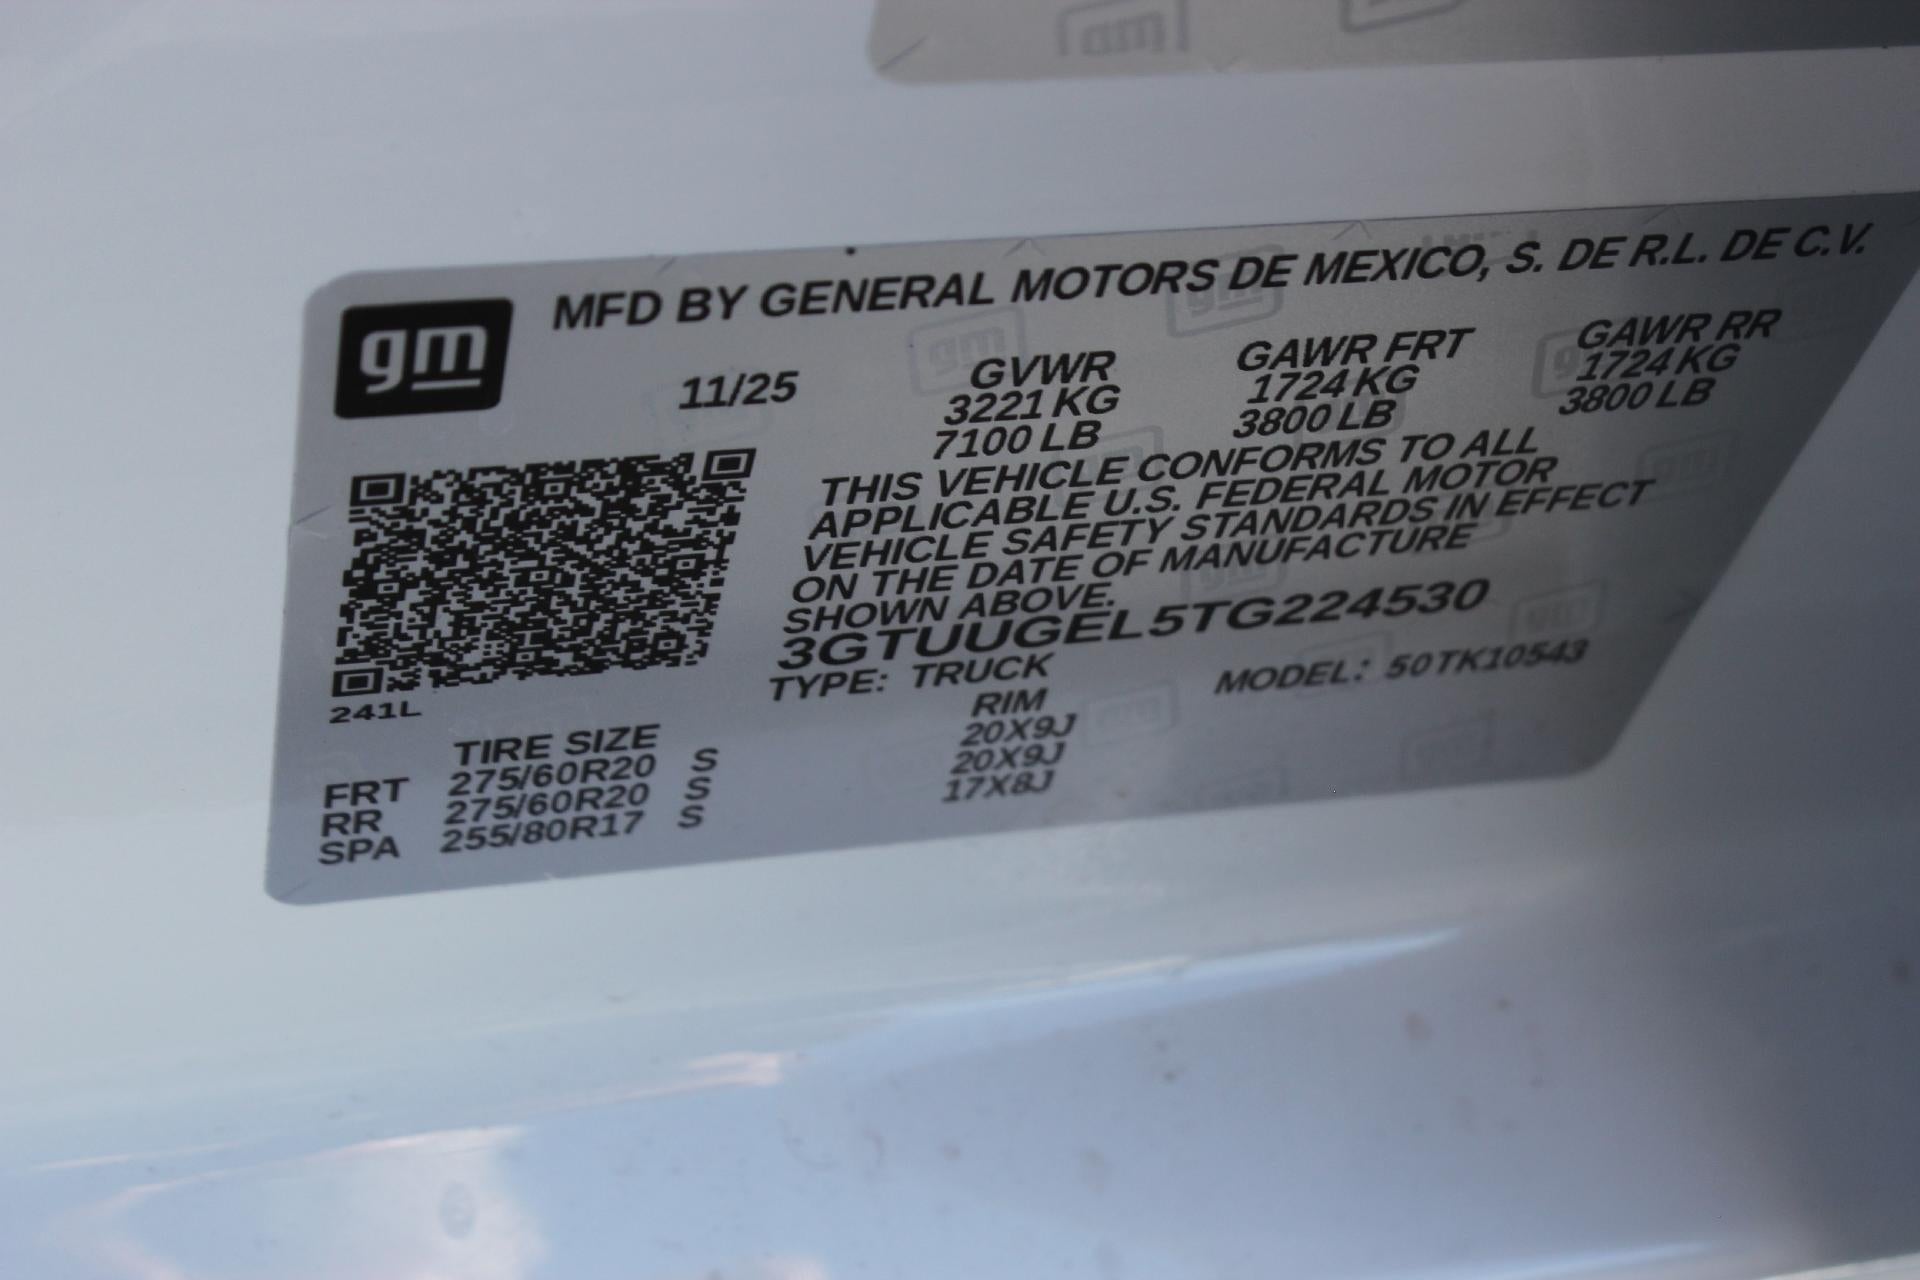 gm
gm MFD BY GENERAL MOTORS DE MEXICO, S. DE R.L. DE C.V.
11/25 GVWR GAWR FRT GAWR RR
3221 KG 1724 KG 1724 KG
7100 LB 3800 LB 3800 LB
THIS VEHICLE CONFORMS TO ALL
APPLICABLE U.S. FEDERAL MOTOR
VEHICLE SAFETY STANDARDS IN EFFECT
ON THE DATE OF MANUFACTURE
SHOWN ABOVE.
3GTUUGEL5TG224530
TYPE: TRUCK MODEL: 50TK10543
241L
TIRE SIZE RIM
FRT 275/60R20 S 20X9J
RR 275/60R20 S 20X9J
SPA 255/80R17 S 17X8J